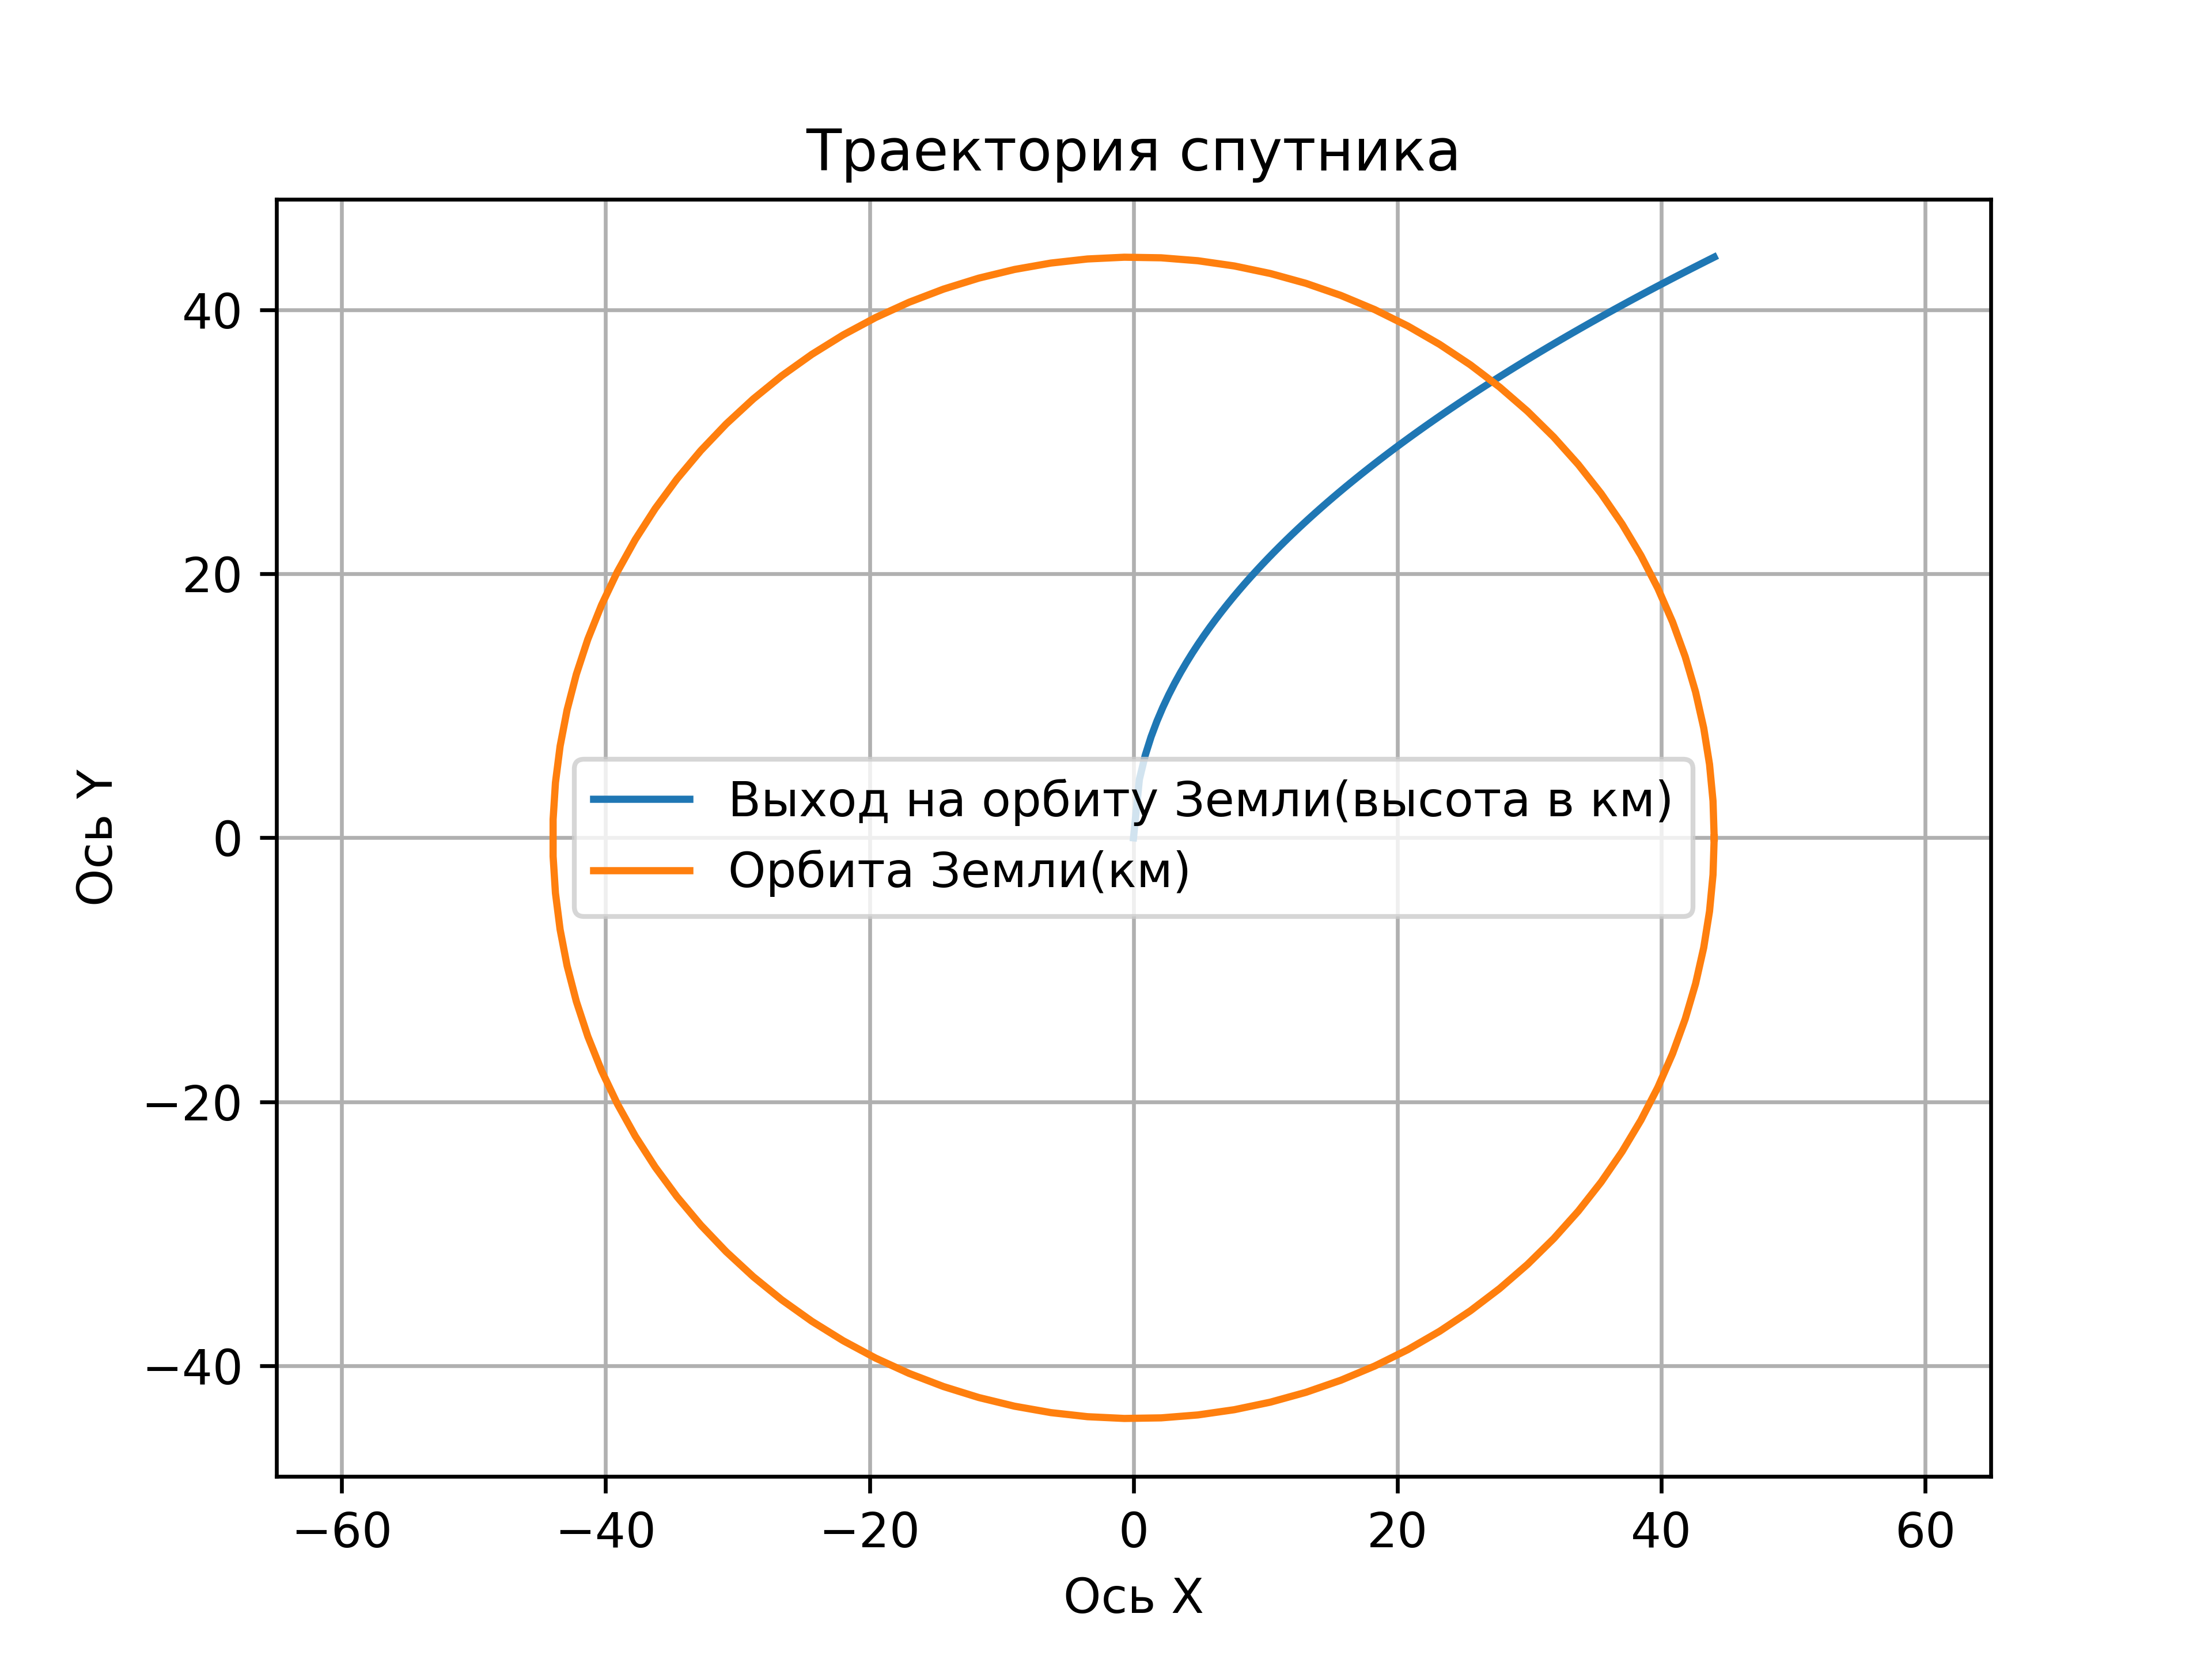 Траектория спутника
Ось Y
40
20
0
−20
−40
Выход на орбиту Земли(высота в км)
Орбита Земли(км)
−60 −40 −20 0 20 40 60
Ось X